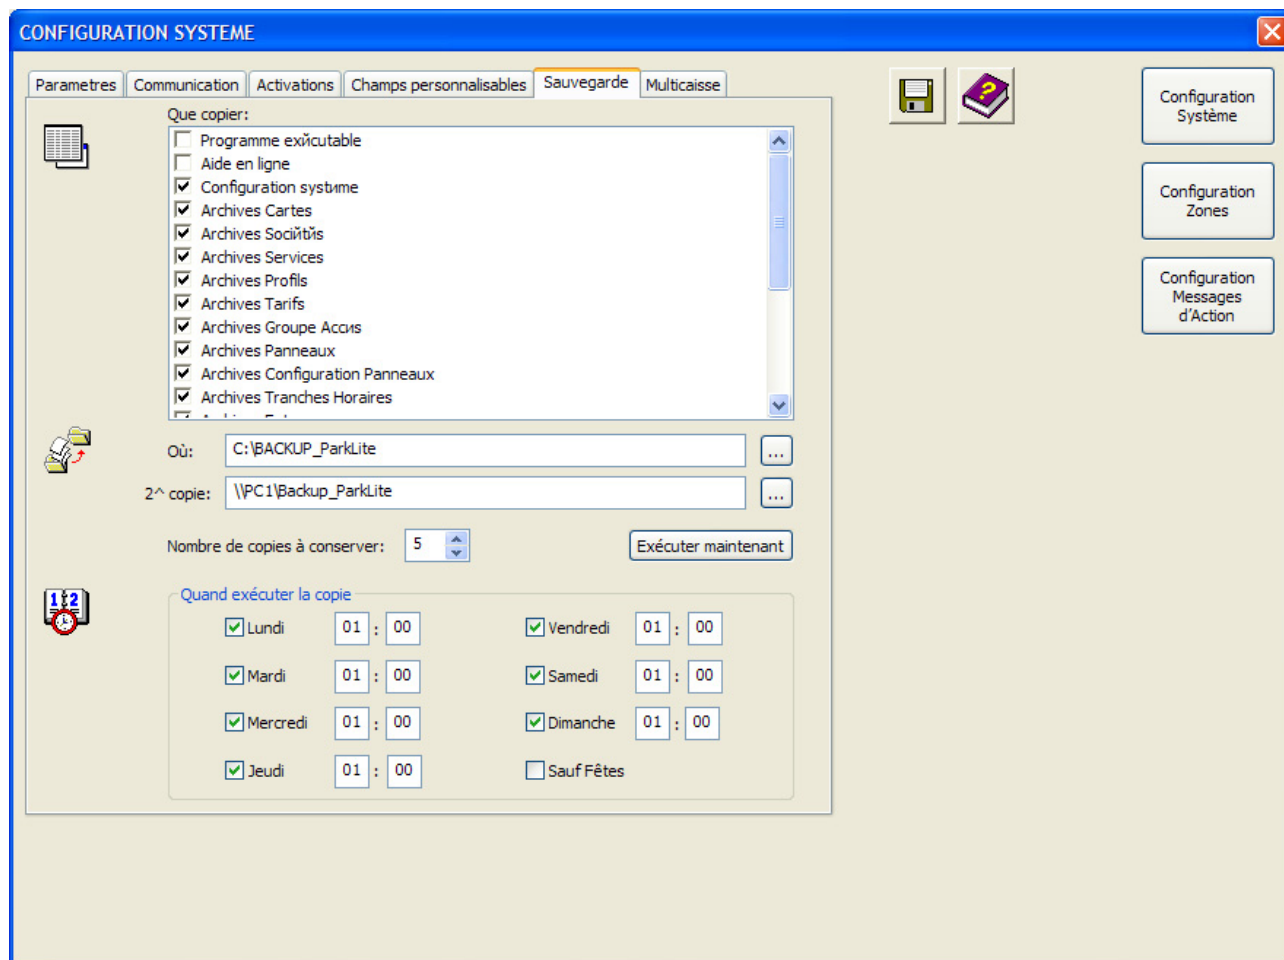 CONFIGURATION SYSTEME
Parametres Communication Activations Champs personnalisables Sauvegarde Multicaisse
Que copier:
Programme exйcutable
Aide en ligne
Configuration systиme
Archives Cartes
Archives Sociйtйs
Archives Services
Archives Profils
Archives Tarifs
Archives Groupe Accиs
Archives Panneaux
Archives Configuration Panneaux
Archives Tranches Horaires
Où: C:\BACKUP_ParkLite ...
2^ copie: \\PC1\Backup_ParkLite ...
Nombre de copies à conserver: 5 Exécuter maintenant
1 2
Quand exécuter la copie
Lundi 01 : 00 Vendredi 01 : 00
Mardi 01 : 00 Samedi 01 : 00
Mercredi 01 : 00 Dimanche 01 : 00
Jeudi 01 : 00 Sauf Fêtes
?
Configuration
Système
Configuration
Zones
Configuration
Messages
d'Action